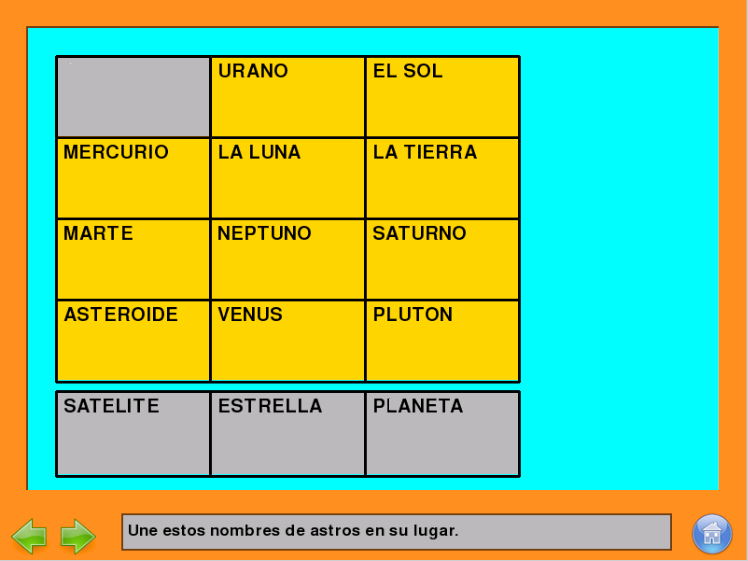 URANO EL SOL
MERCURIO LA LUNA LA TIERRA
MARTE NEPTUNO SATURNO
ASTEROIDE VENUS PLUTON
SATELITE ESTRELLA PLANETA
Une estos nombres de astros en su lugar.